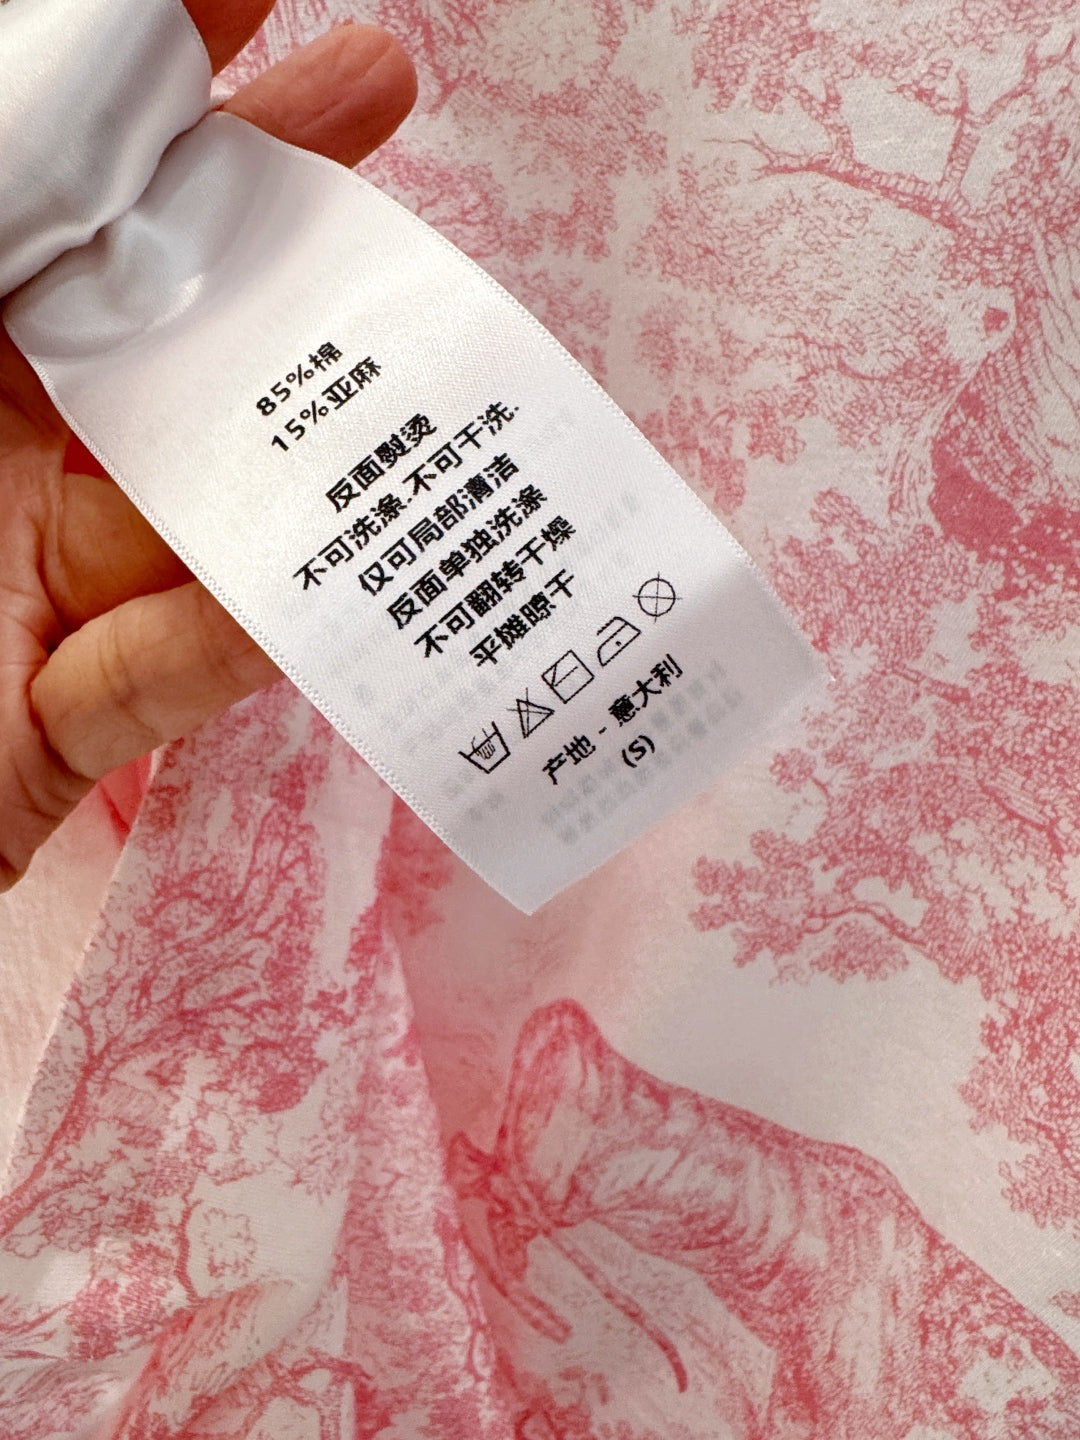 85%棉
15%亚麻
反面熨烫
不可洗涤.不可干洗.
仅可局部清洁
反面单独洗涤
不可翻转干燥
平摊晾干
产地 - 意大利
(S)